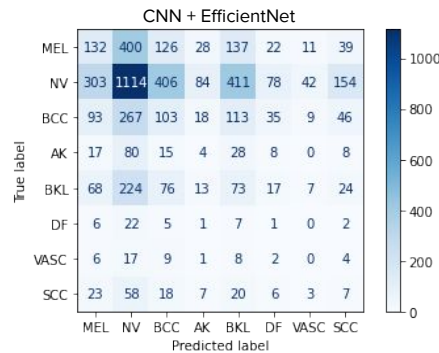 CNN + EfficientNet
MEL 132 400 126 28 137 22 11 39
NV 303 1114 406 84 411 78 42 154
BCC 93 267 103 18 113 35 9 46
AK 17 80 15 4 28 8 0 8
BKL 68 224 76 13 73 17 7 24
DF 6 22 5 1 7 1 0 2
VASC 6 17 9 1 8 2 0 4
SCC 23 58 18 7 20 6 3 7
MEL NV BCC AK BKL DF VASC SCC
Predicted label
True label
1000
800
600
400
200
0